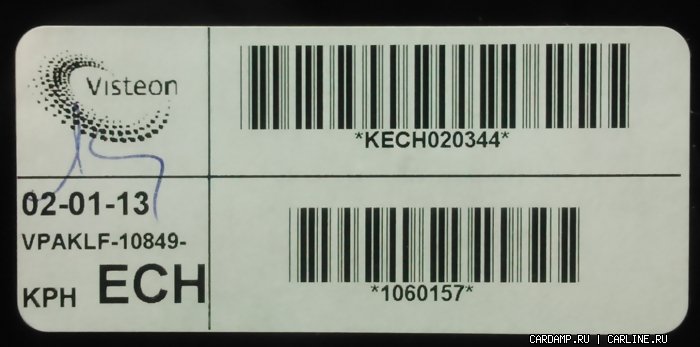 Visteon
*KECH020344*
02-01-13
VPAKLF-10849-
KPH ECH
*1060157*
CARDAMP.RU | CARLINE.RU